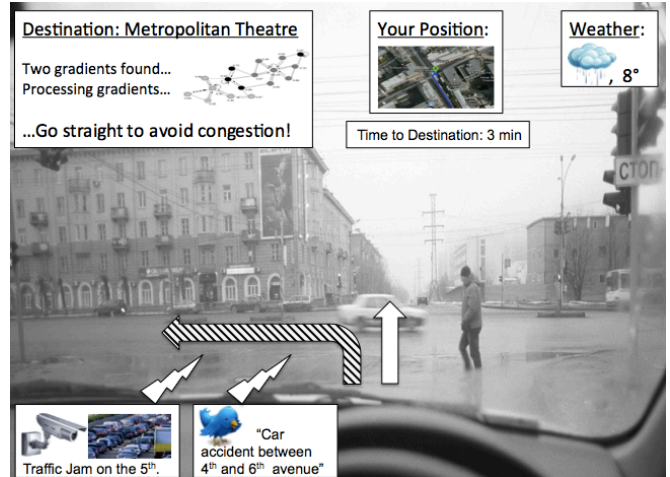 Destination: Metropolitan Theatre
Two gradients found...
Processing gradients...
...Go straight to avoid congestion!
Your Position:
Time to Destination: 3 min
Weather:
, 8°
СТОП
Traffic Jam on the 5th.
“Car
accident between
4th and 6th avenue”